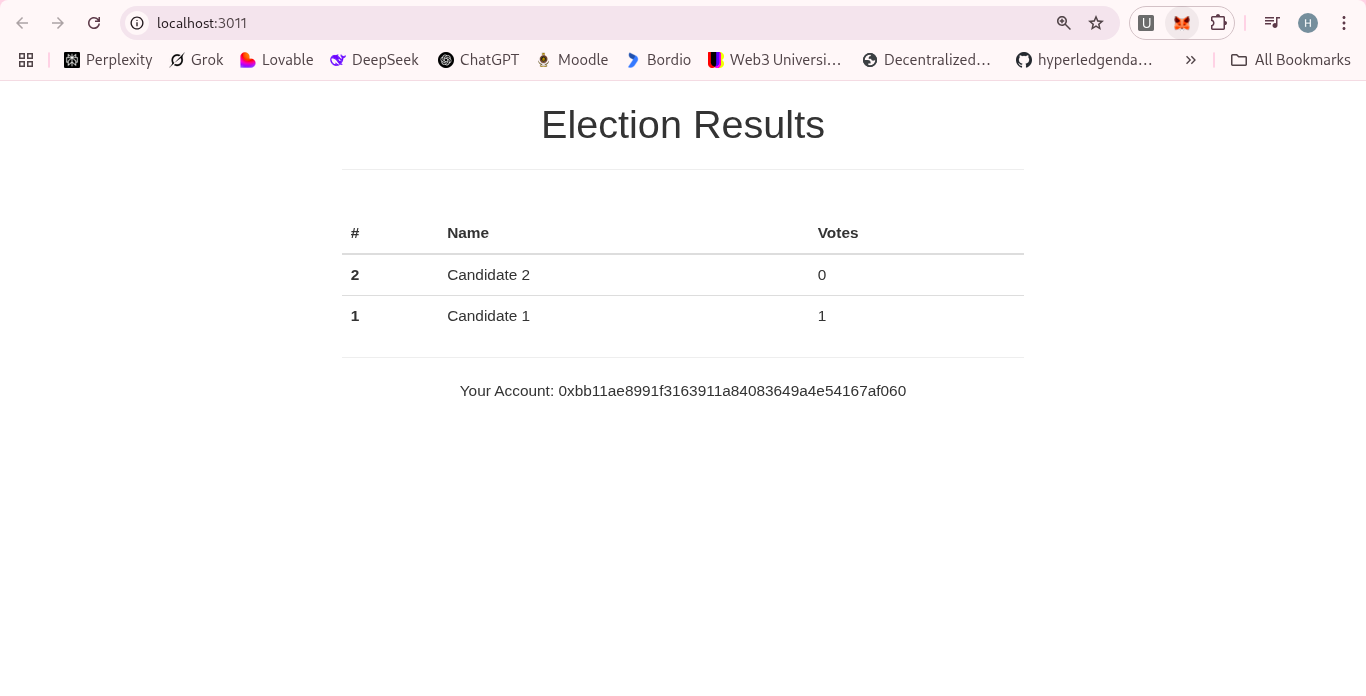 localhost:3011
U
H
Perplexity Grok Lovable DeepSeek ChatGPT Moodle Bordio Web3 Universi… Decentralized… hyperledgenda… All Bookmarks
Election Results
# Name Votes
2 Candidate 2 0
1 Candidate 1 1
Your Account: 0xbb11ae8991f3163911a84083649a4e54167af060